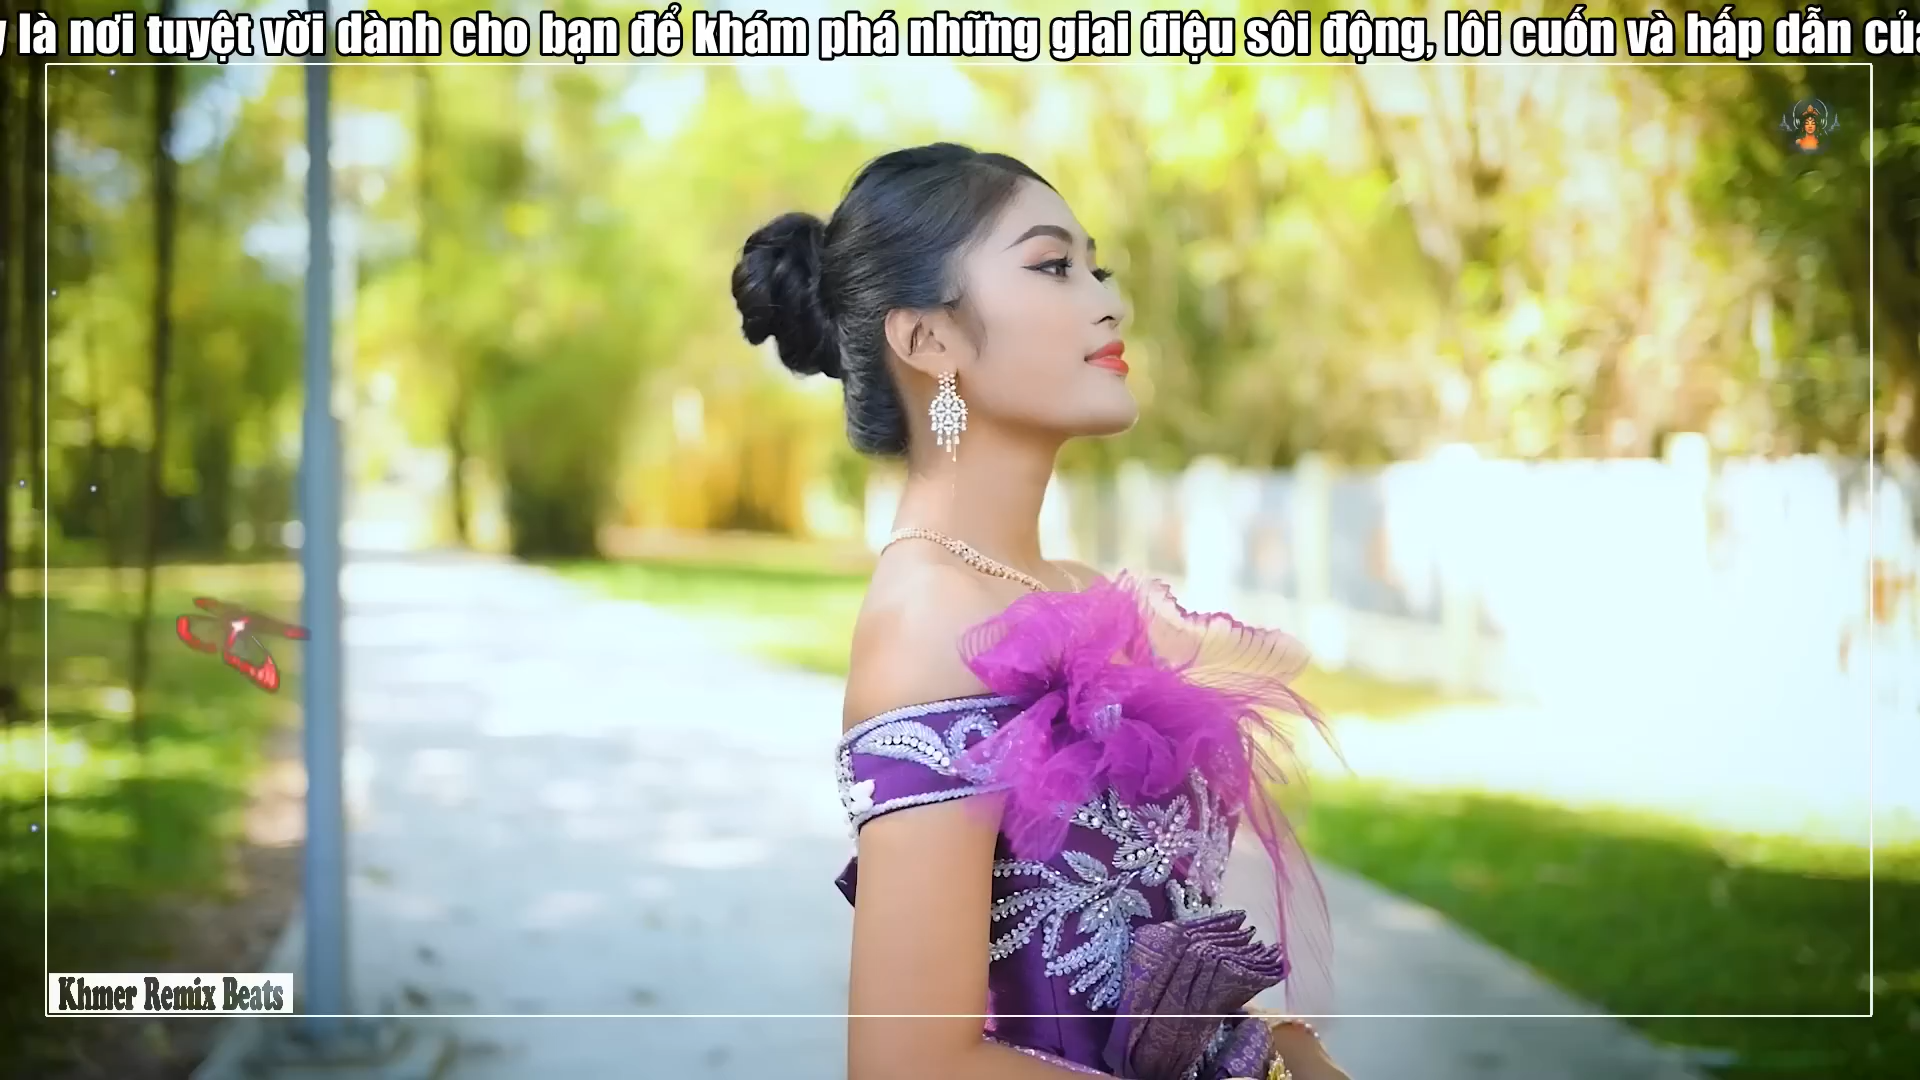 là nơi tuyệt vời dành cho bạn để khám phá những giai điệu sôi động, lôi cuốn và hấp dẫn
Khmer Remix Beats